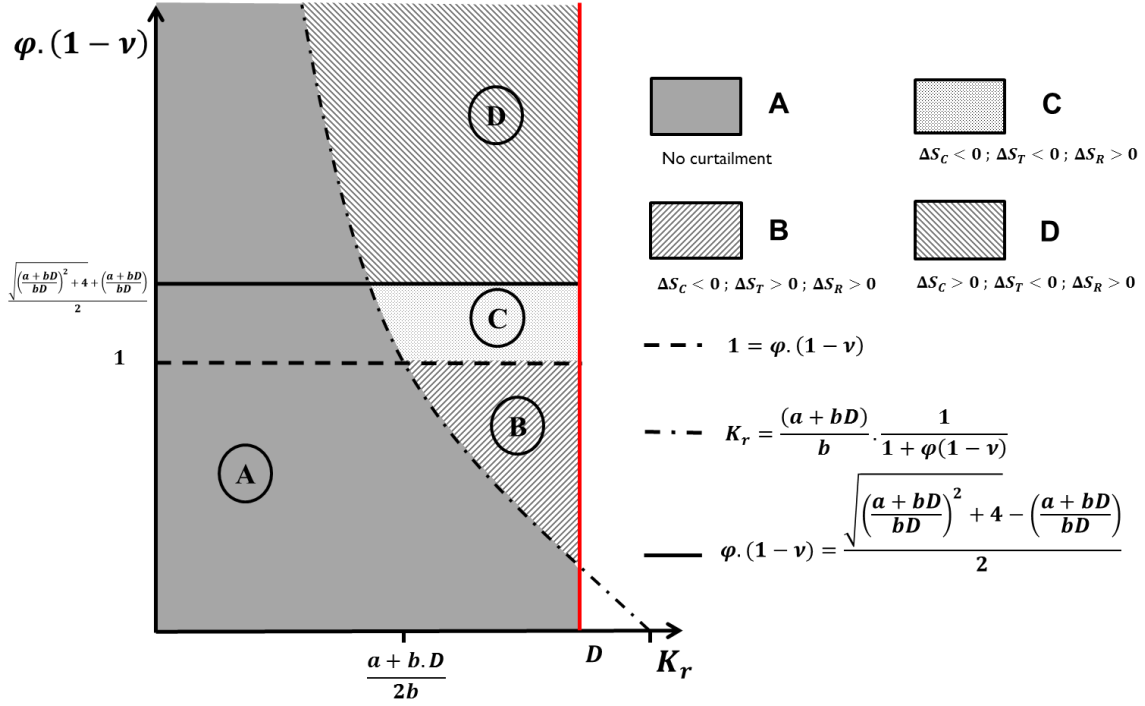 φ.(1 − ν)
D
C
B
A
√((a + bD)/bD)² + 4 + ((a + bD)/bD)
2
1
a + b.D
2b
D
K_r
A
No curtailment
C
ΔS_C < 0 ; ΔS_T < 0 ; ΔS_R > 0
B
ΔS_C < 0 ; ΔS_T > 0 ; ΔS_R > 0
D
ΔS_C > 0 ; ΔS_T < 0 ; ΔS_R > 0
1 = φ.(1 − ν)
K_r = (a + bD)/b . 1/(1 + φ(1 − ν))
φ.(1 − ν) = (√(((a + bD)/bD)² + 4) − ((a + bD)/bD))/2